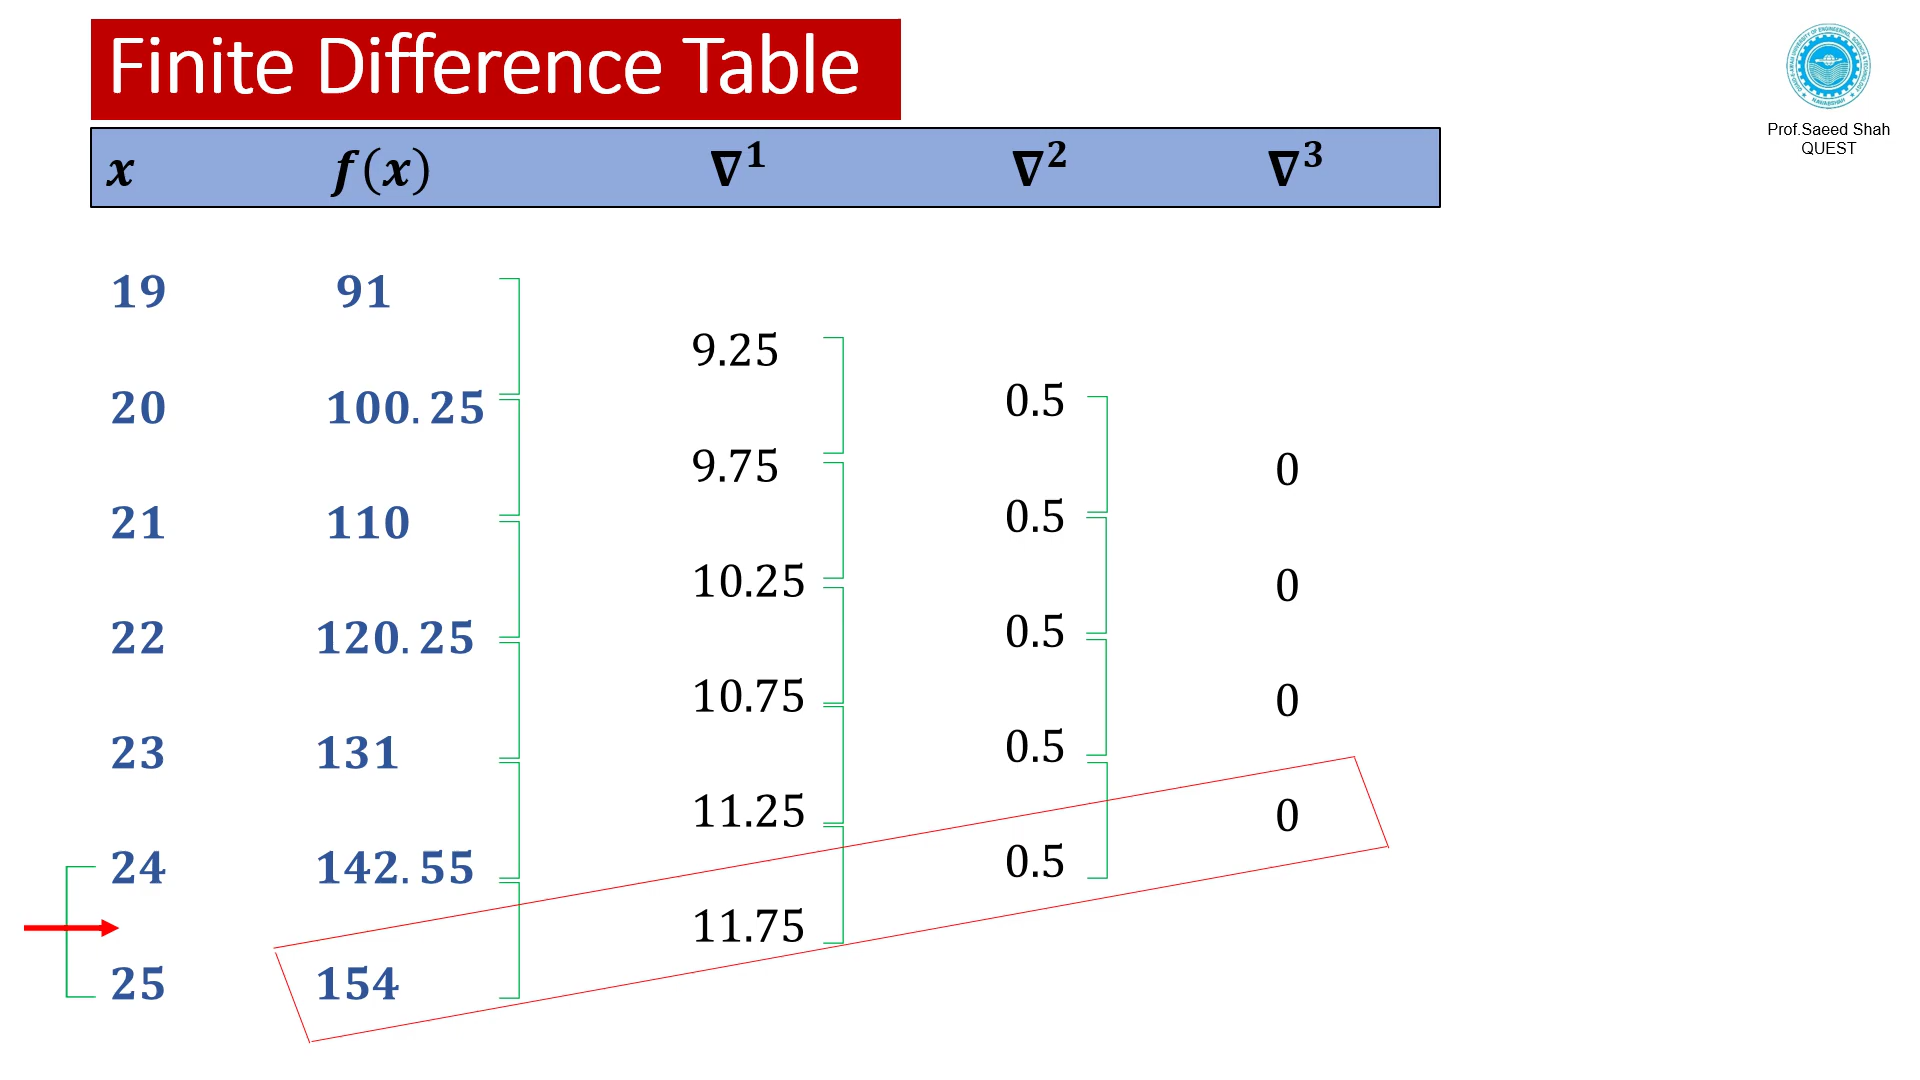 Finite Difference Table
Prof.Saeed Shah
QUEST
x f(x) ∇¹ ∇² ∇³
19 91
9.25
20 100.25 0.5
9.75 0
21 110 0.5
10.25 0
22 120.25 0.5
10.75 0
23 131 0.5
11.25 0
24 142.55 0.5
11.75
25 154